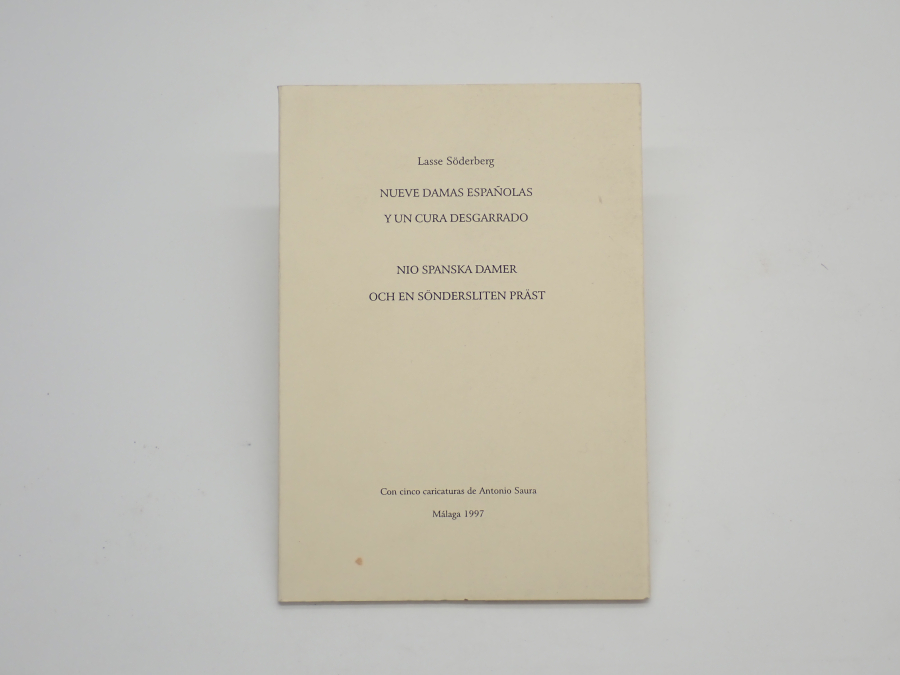 Lasse Söderberg
NUEVE DAMAS ESPAÑOLAS
Y UN CURA DESGARRADO
NIO SPANSKA DAMER
OCH EN SÖNDERSLITEN PRÄST
Con cinco caricaturas de Antonio Saura
Málaga 1997